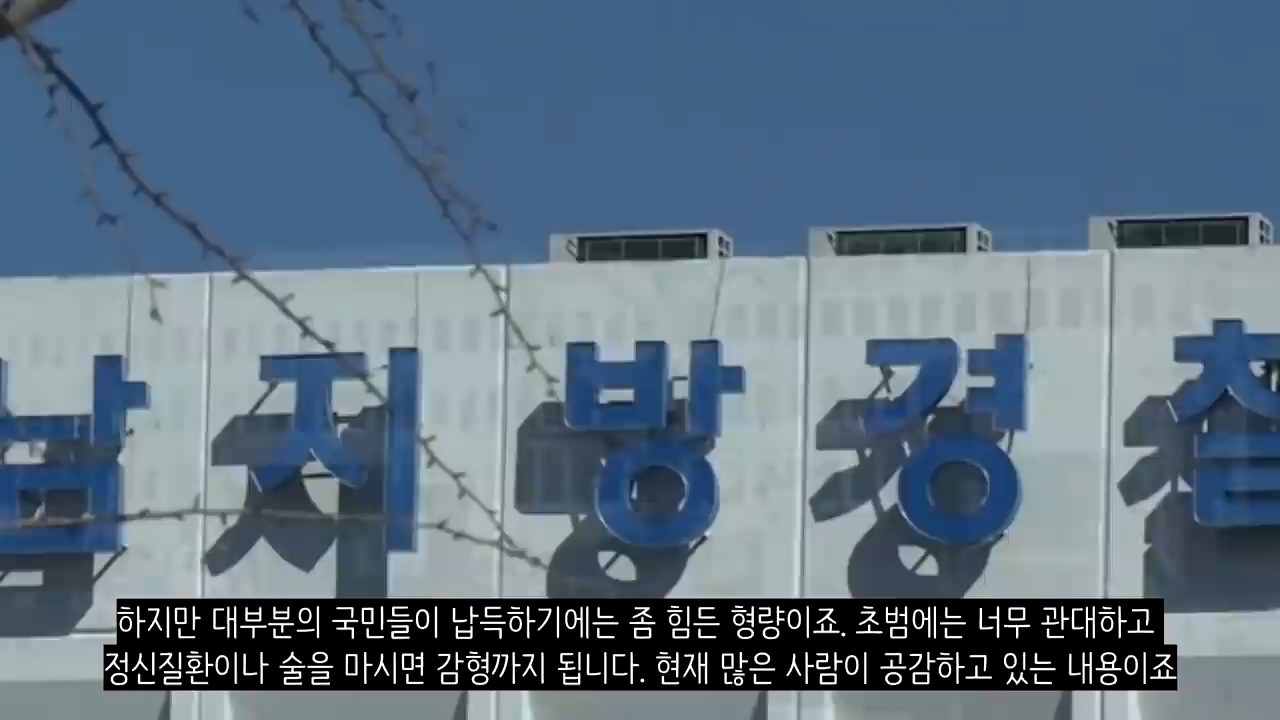 남지방경찰
하지만 대부분의 국민들이 납득하기에는 좀 힘든 형량이죠. 초범에는 너무 관대하고
정신질환이나 술을 마시면 감형까지 됩니다. 현재 많은 사람이 공감하고 있는 내용이죠